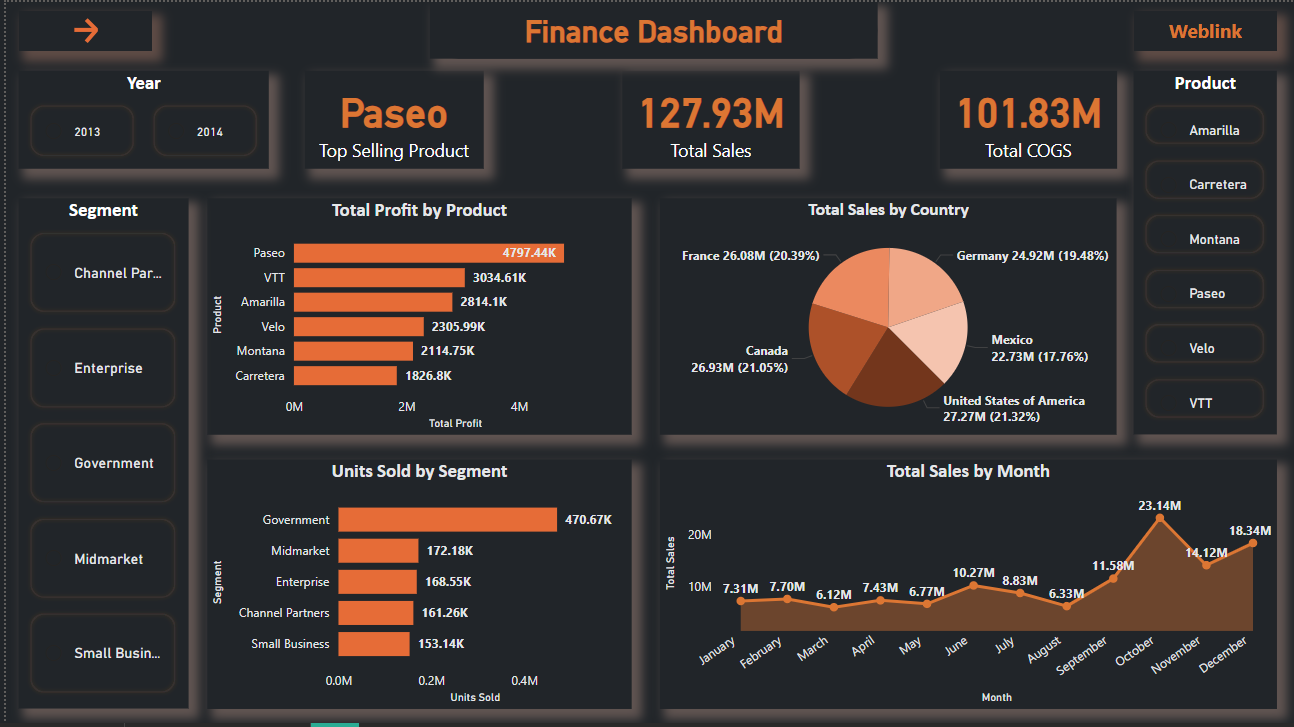 Finance Dashboard
Weblink
Year
2013
2014
Paseo
Top Selling Product
127.93M
Total Sales
101.83M
Total COGS
Product
Amarilla
Carretera
Montana
Paseo
Velo
VTT
Segment
Channel Par...
Enterprise
Government
Midmarket
Small Busin...
Total Profit by Product
Product
Paseo 4797.44K
VTT 3034.61K
Amarilla 2814.1K
Velo 2305.99K
Montana 2114.75K
Carretera 1826.8K
0M 2M 4M
Total Profit
Total Sales by Country
France 26.08M (20.39%)
Germany 24.92M (19.48%)
Mexico
22.73M (17.76%)
Canada
26.93M (21.05%)
United States of America
27.27M (21.32%)
Units Sold by Segment
Segment
Government 470.67K
Midmarket 172.18K
Enterprise 168.55K
Channel Partners 161.26K
Small Business 153.14K
0.0M 0.2M 0.4M
Units Sold
Total Sales by Month
Total Sales
20M
10M
7.31M 7.70M 6.12M 7.43M 6.77M 10.27M 8.83M 6.33M 11.58M 23.14M 14.12M 18.34M
January February March April May June July August September October November December
Month